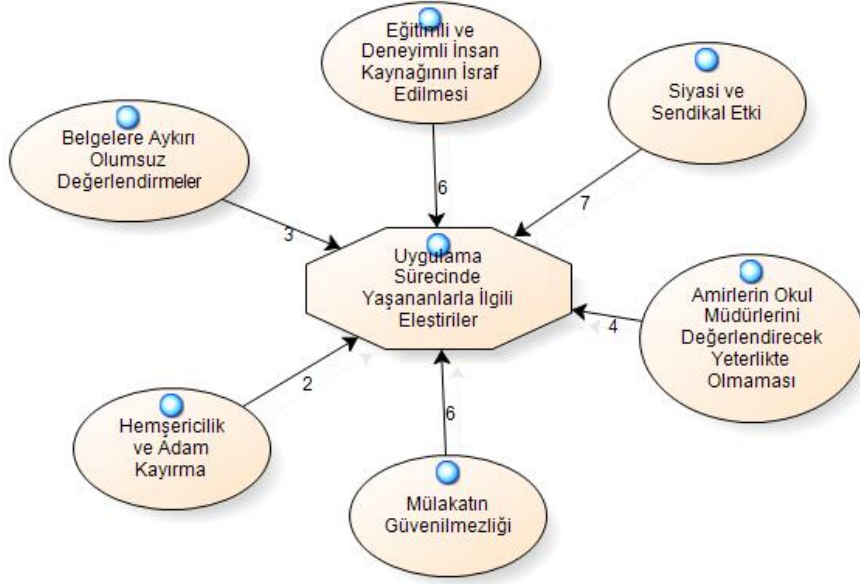 Eğitimli ve
Deneyimli İnsan
Kaynağının İsraf
Edilmesi
Siyasi ve
Sendikal Etki
Belgelere Aykırı
Olumsuz
Değerlendirmeler
6
7
3
Uygulama
Sürecinde
Yaşananlarla İlgili
Eleştiriler
Amirlerin Okul
Müdürlerini
Değerlendirecek
Yeterlikte
Olmaması
4
2
6
Hemşericilik
ve Adam
Kayırma
Mülakatın
Güvenilmezliği